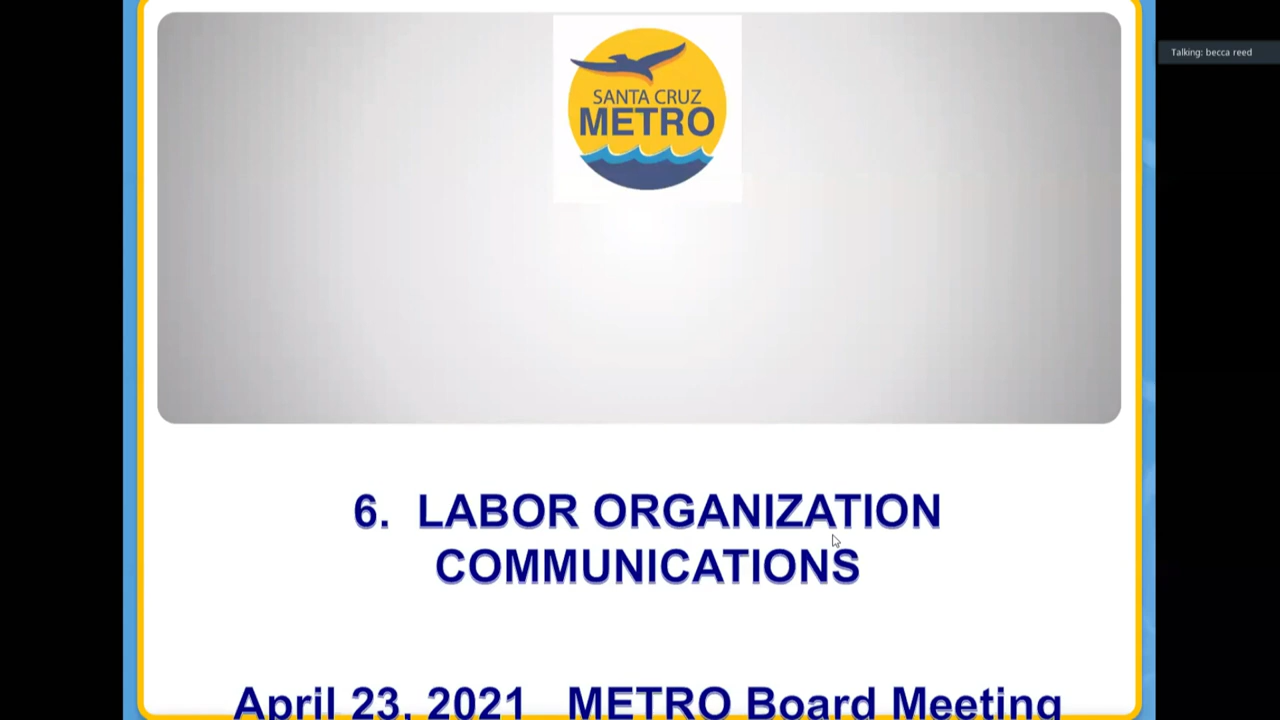 Talking: becca reed
SANTA CRUZ
METRO
6. LABOR ORGANIZATION
COMMUNICATIONS
April 23, 2021 METRO Board Meeting